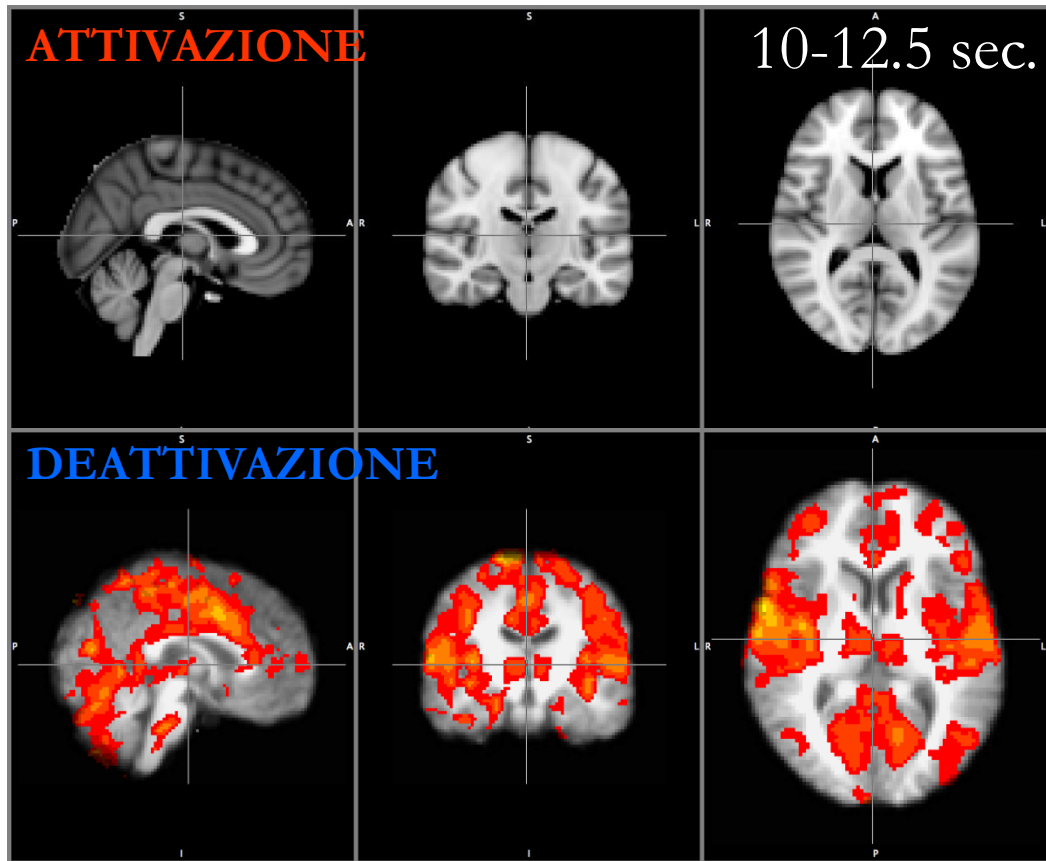 S S A
ATTIVAZIONE 10-12.5 sec.
P A R L R L
S S A
DEATTIVAZIONE
P A R L R L
I I P